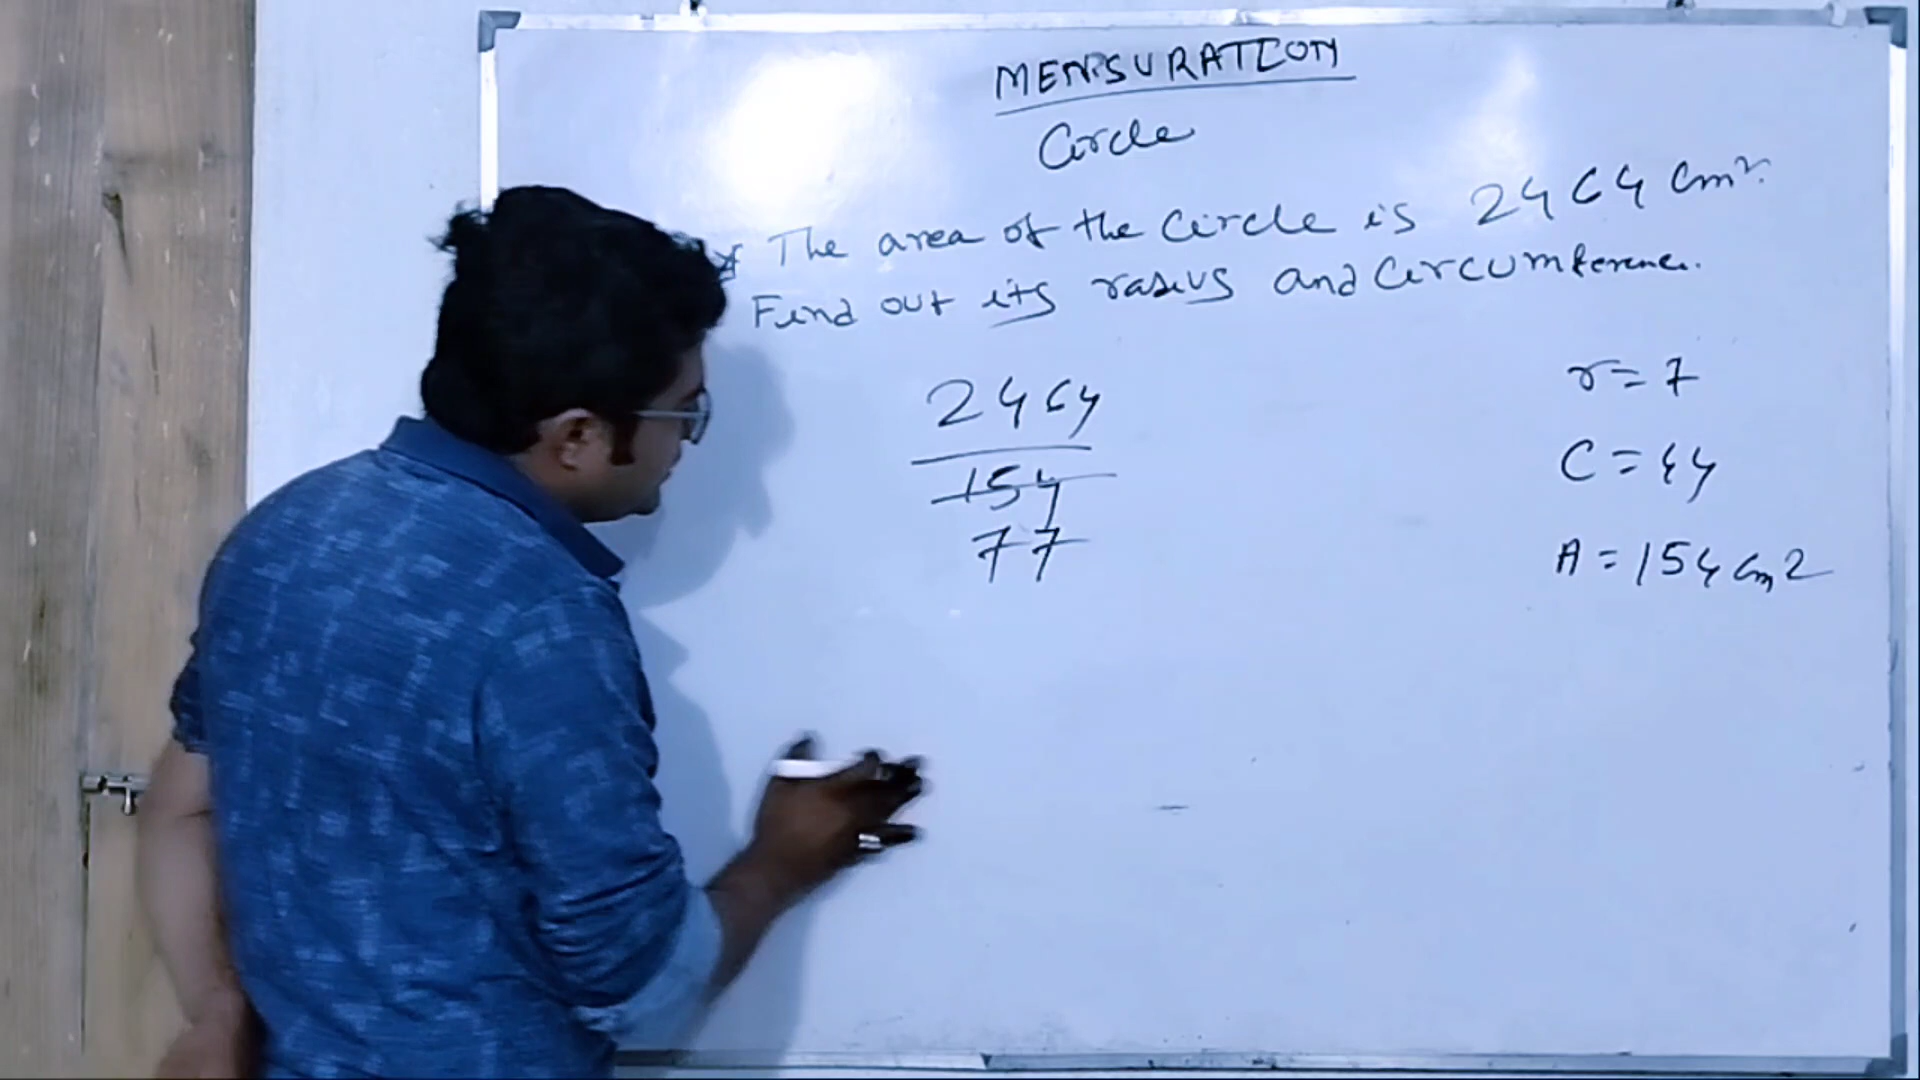 MENSURATION
Circle
* The area of the circle is 2464 cm².
Find out its radius and circumference.
2464
154
77
r = 7
C = 44
A = 154 cm2